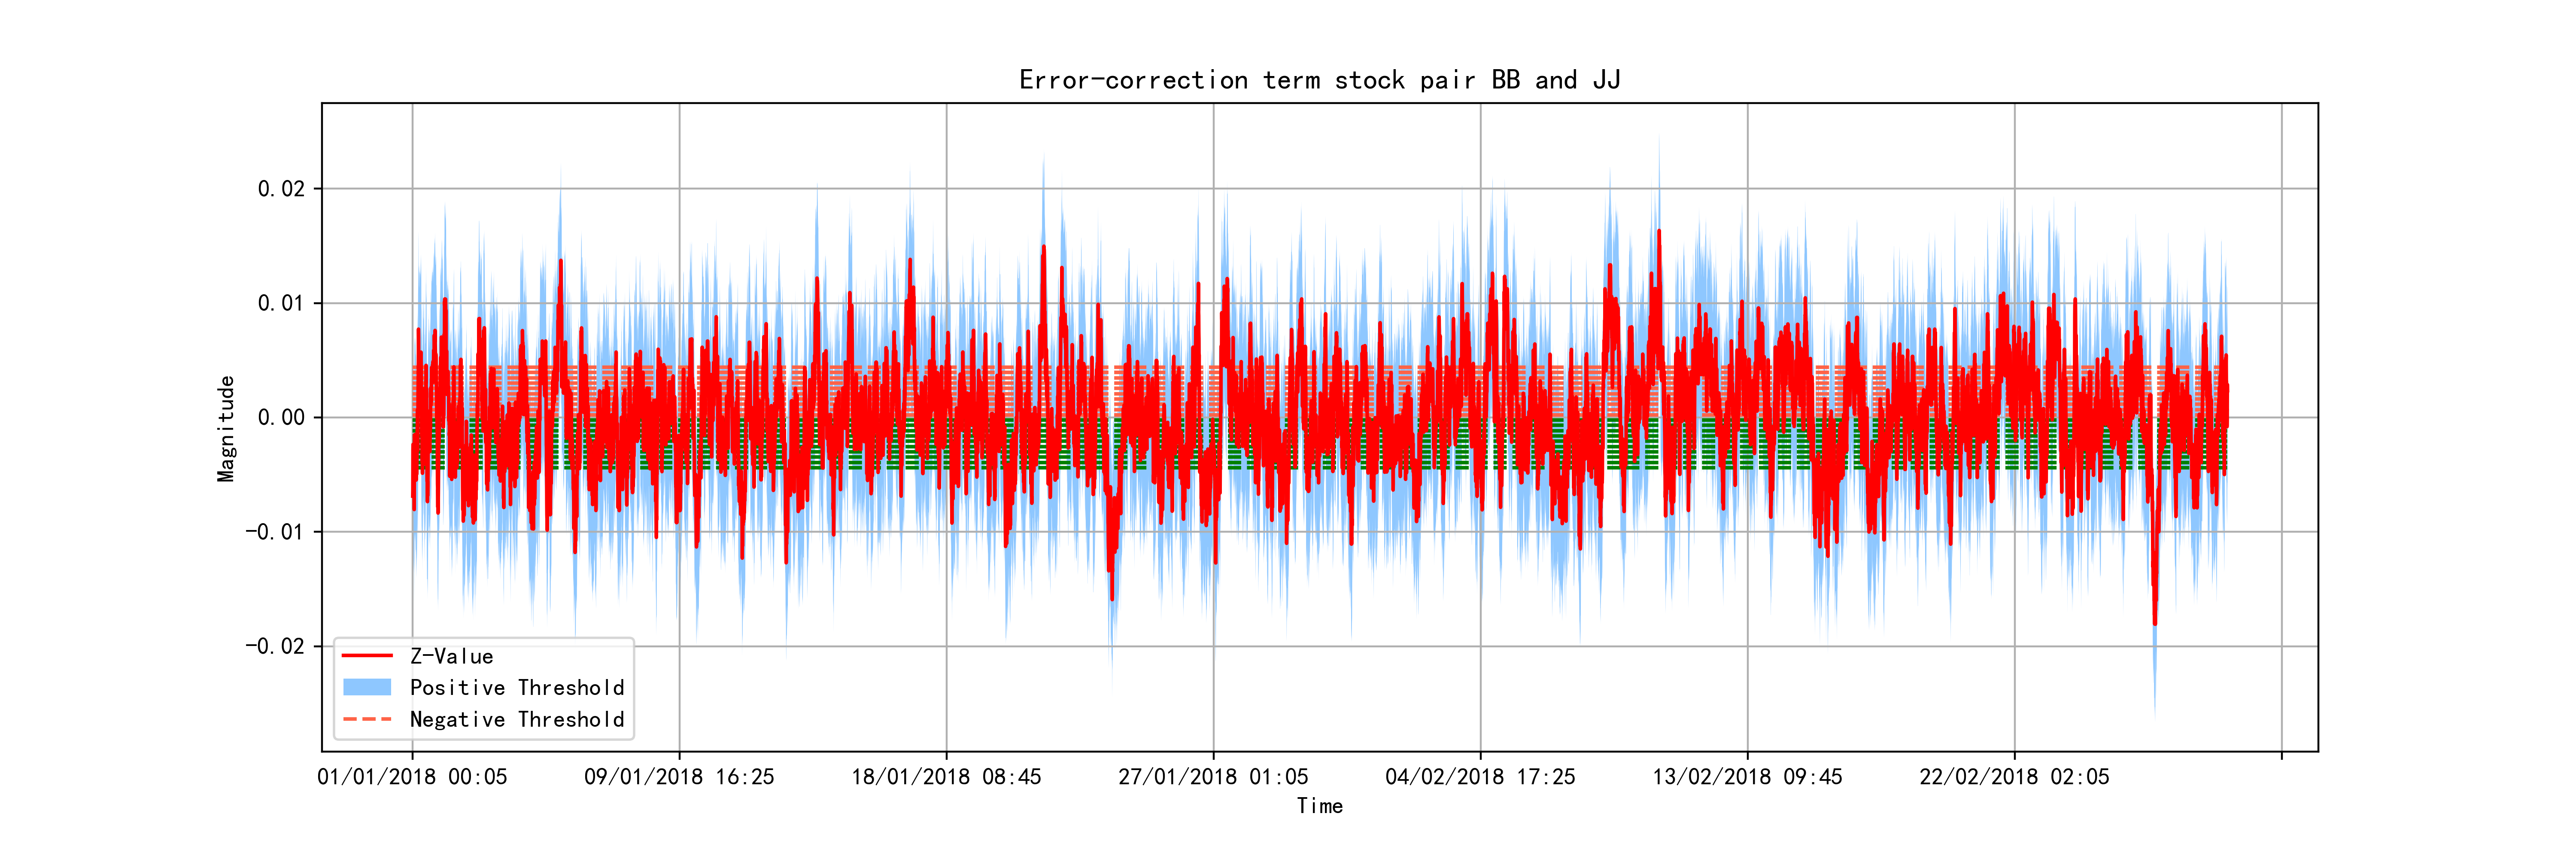 Error-correction term stock pair BB and JJ
Magnitude
0.02
0.01
0.00
-0.01
-0.02
Z-Value
Positive Threshold
Negative Threshold
01/01/2018 00:05
09/01/2018 16:25
18/01/2018 08:45
27/01/2018 01:05
04/02/2018 17:25
13/02/2018 09:45
22/02/2018 02:05
Time